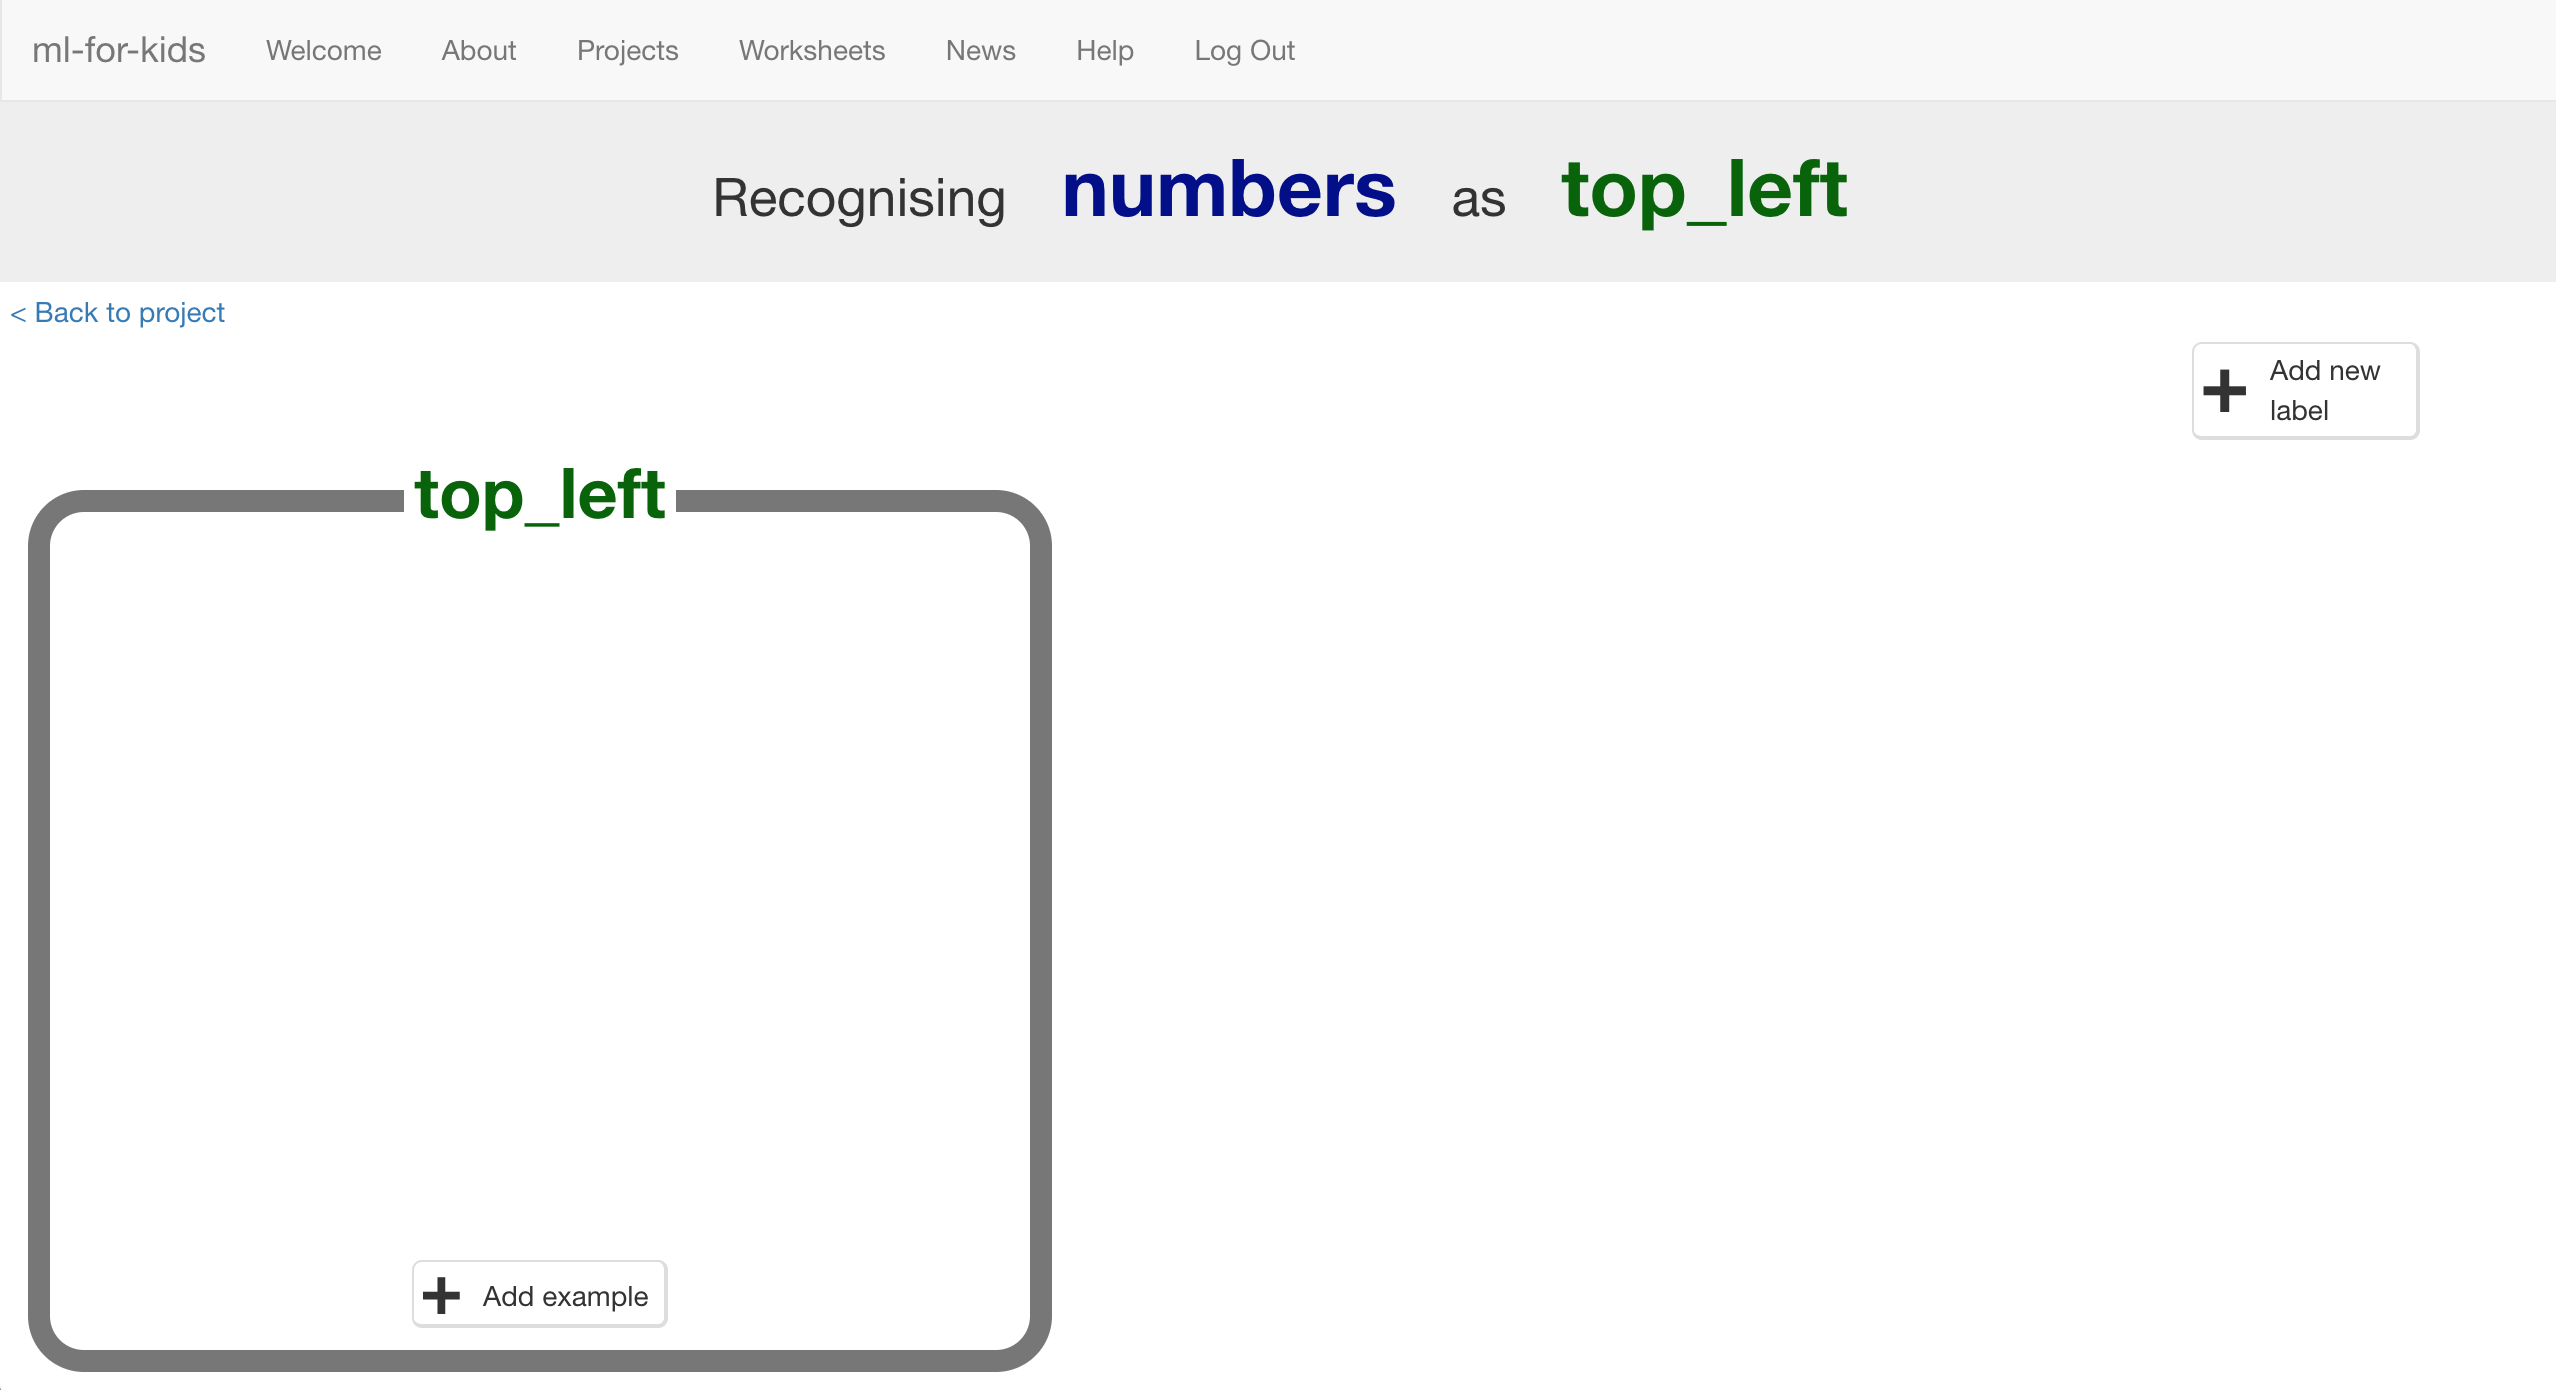 ml-for-kids Welcome About Projects Worksheets News Help Log Out
Recognising numbers as top_left
< Back to project
Add new
label
top_left
Add example